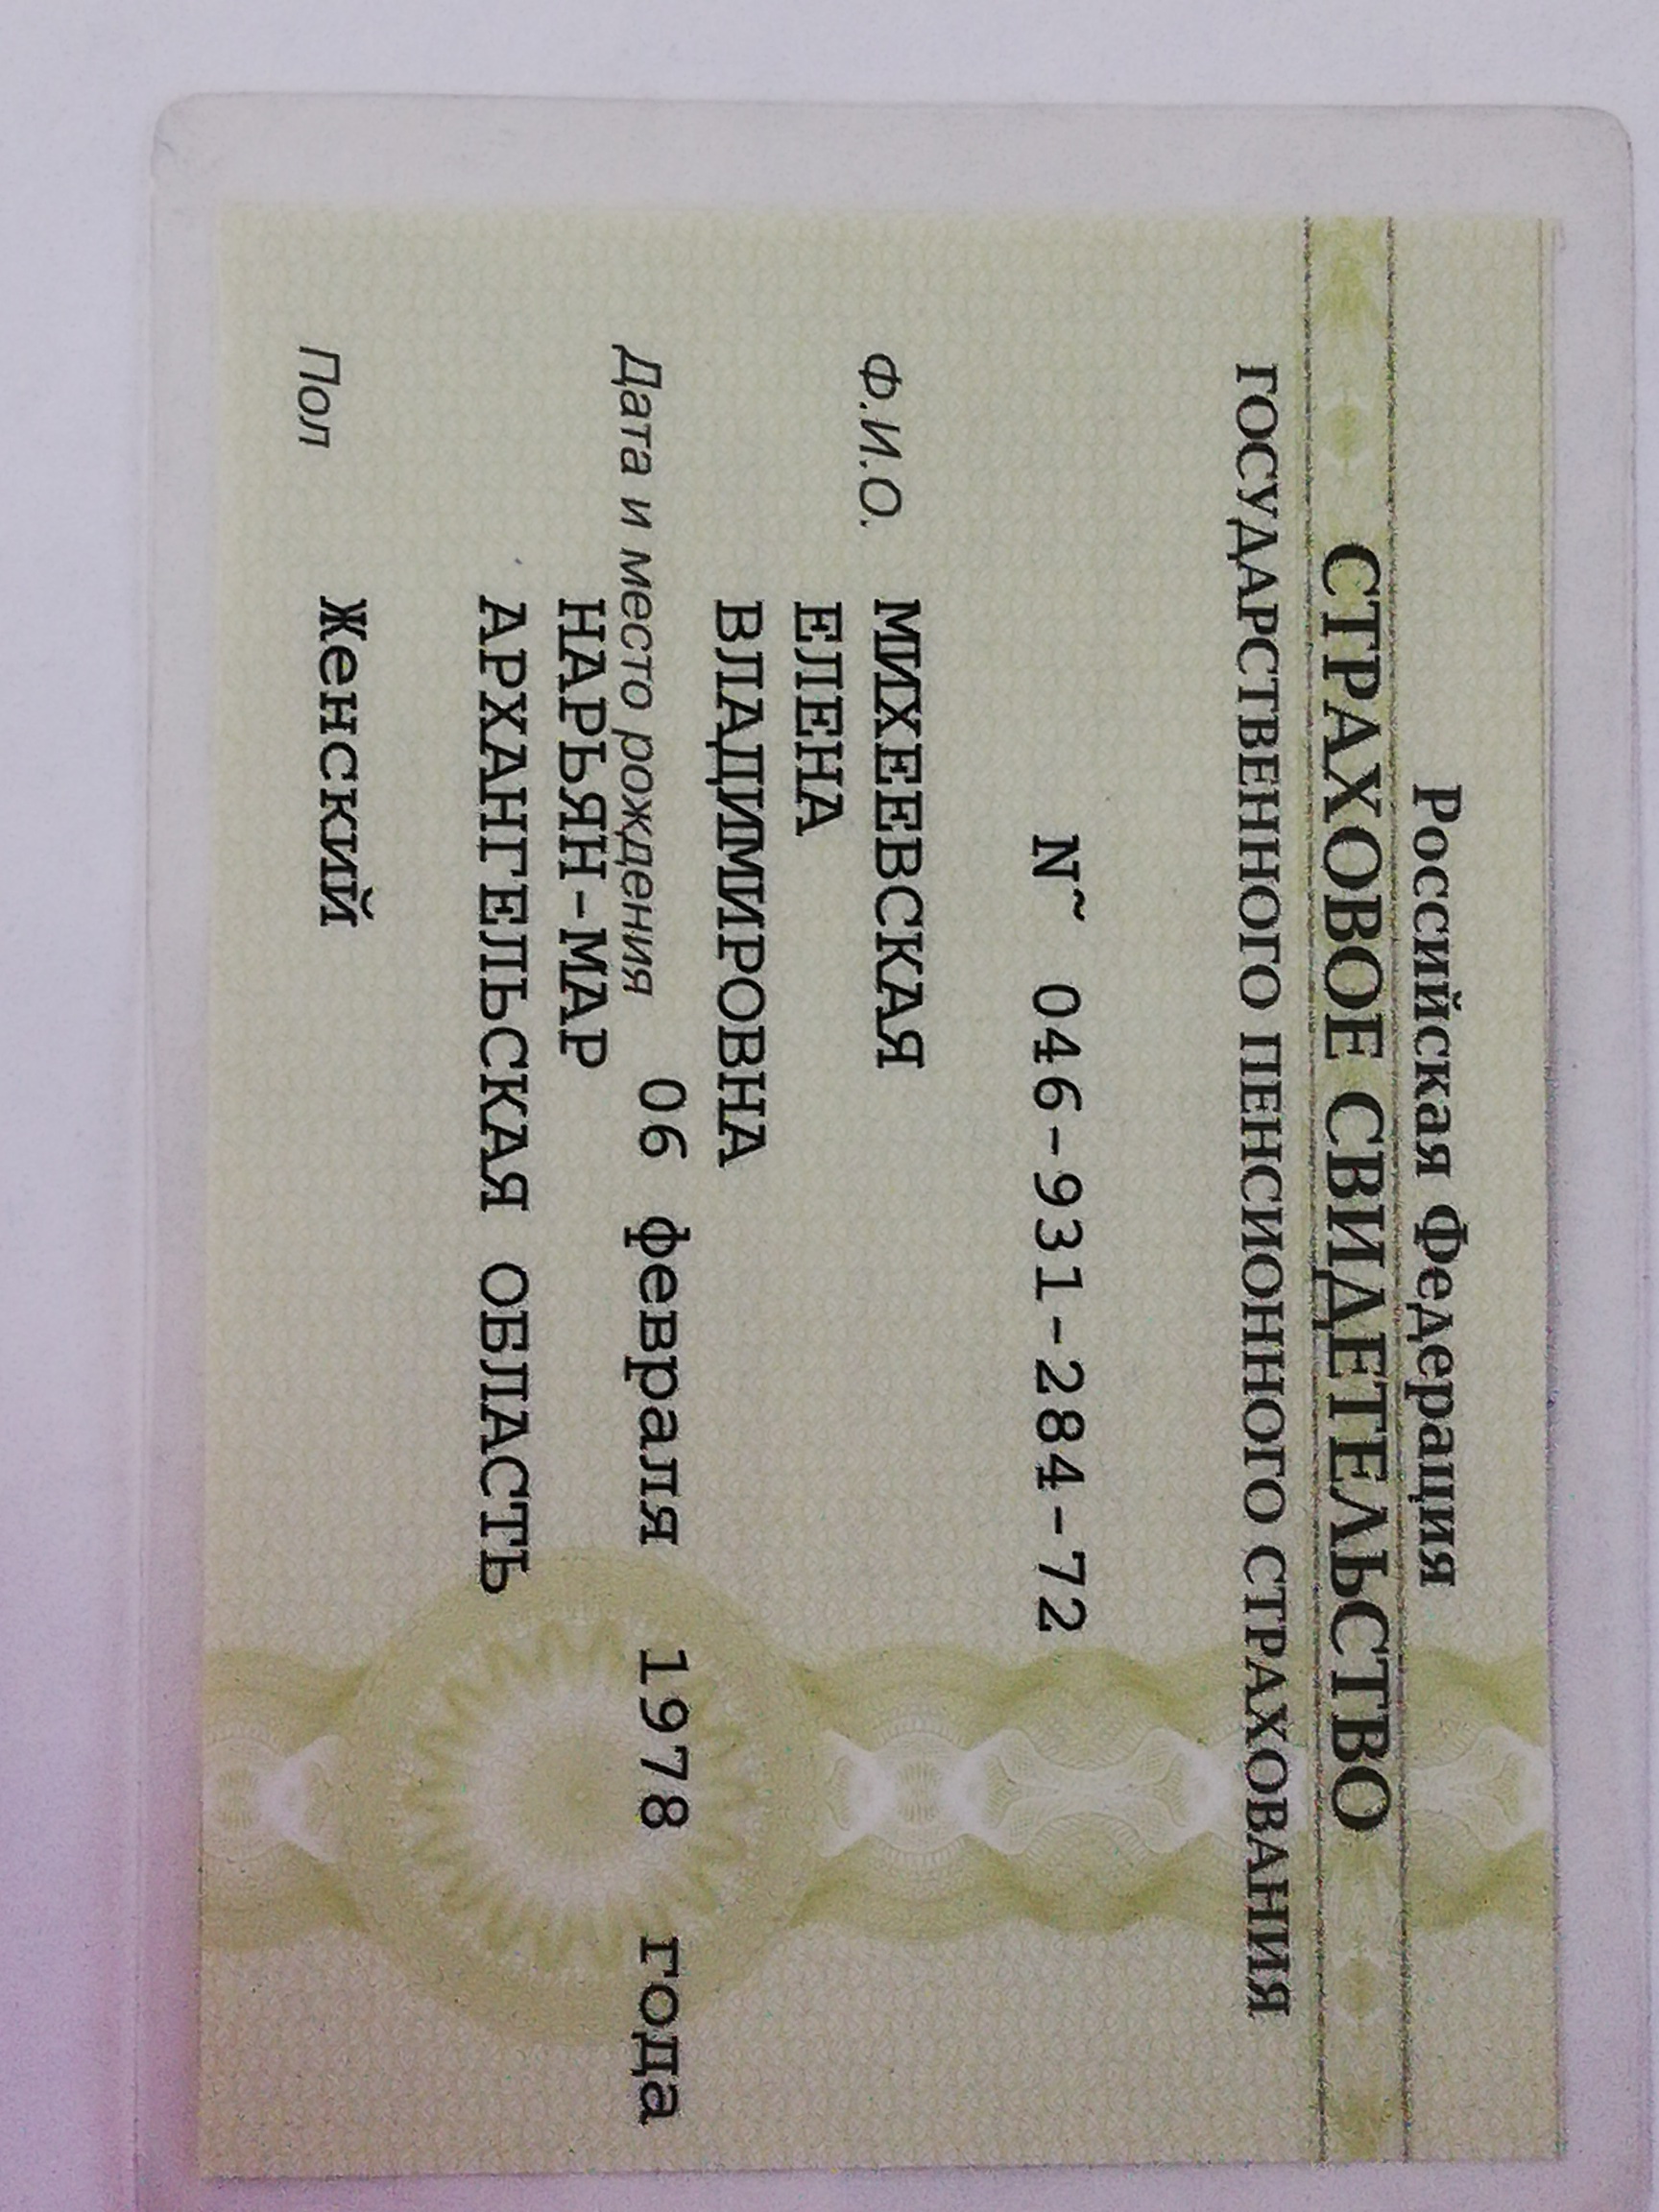 Российская Федерация
СТРАХОВОЕ СВИДЕТЕЛЬСТВО
ГОСУДАРСТВЕННОГО ПЕНСИОННОГО СТРАХОВАНИЯ
N~ 046-931-284-72
Ф.И.О. МИХЕЕВСКАЯ
ЕЛЕНА
ВЛАДИМИРОВНА
Дата и место рождения 06 февраля 1978 года
НАРЬЯН-МАР
АРХАНГЕЛЬСКАЯ ОБЛАСТЬ
Пол Женский